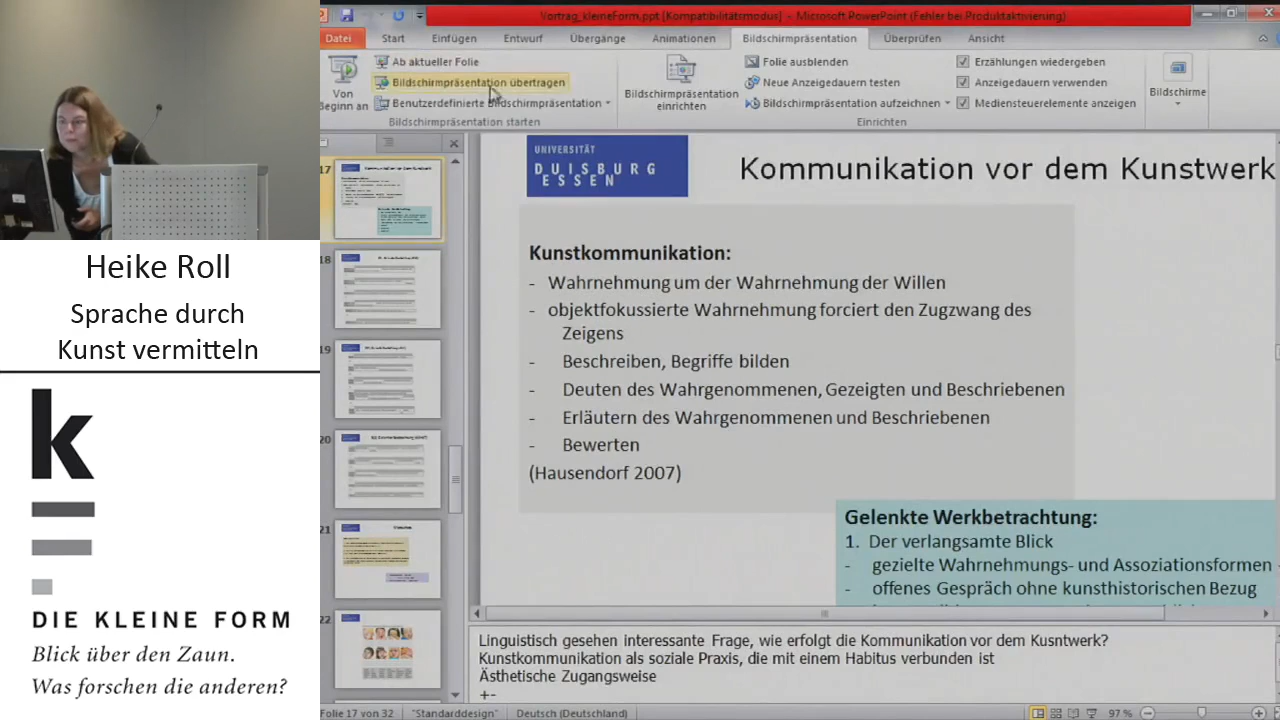 Heike Roll
Sprache durch
Kunst vermitteln
k
DIE KLEINE FORM
Blick über den Zaun.
Was forschen die anderen?
Vortrag_kleineForm.ppt [Kompatibilitätsmodus] - Microsoft PowerPoint (Fehler bei Produktaktivierung)
Datei Start Einfügen Entwurf Übergänge Animationen Bildschirmpräsentation Überprüfen Ansicht
Von
Beginn an
Ab aktueller Folie
Bildschirmpräsentation übertragen
Benutzerdefinierte Bildschirmpräsentation
Bildschirmpräsentation starten
Bildschirmpräsentation
einrichten
Folie ausblenden
Neue Anzeigedauern testen
Bildschirmpräsentation aufzeichnen
Erzählungen wiedergeben
Anzeigedauer verwenden
Mediensteuerelemente anzeigen
Einrichten
Bildschirme
17
18
19
20
21
22
UNIVERSITÄT
DUISBURG
ESSEN
Kommunikation vor dem Kunstwerk
Kunstkommunikation:
- Wahrnehmung um der Wahrnehmung der Willen
- objektfokussierte Wahrnehmung forciert den Zugzwang des
Zeigens
- Beschreiben, Begriffe bilden
- Deuten des Wahrgenommenen, Gezeigten und Beschriebenen
- Erläutern des Wahrgenommenen und Beschriebenen
- Bewerten
(Hausendorf 2007)
Gelenkte Werkbetrachtung:
1. Der verlangsamte Blick
- gezielte Wahrnehmungs- und Assoziationsformen
- offenes Gespräch ohne kunsthistorischen Bezug
Linguistisch gesehen interessante Frage, wie erfolgt die Kommunikation vor dem Kusntwerk?
Kunstkommunikation als soziale Praxis, die mit einem Habitus verbunden ist
Ästhetische Zugangsweise
+-
Folie 17 von 32 "Standarddesign" Deutsch (Deutschland) 97 %